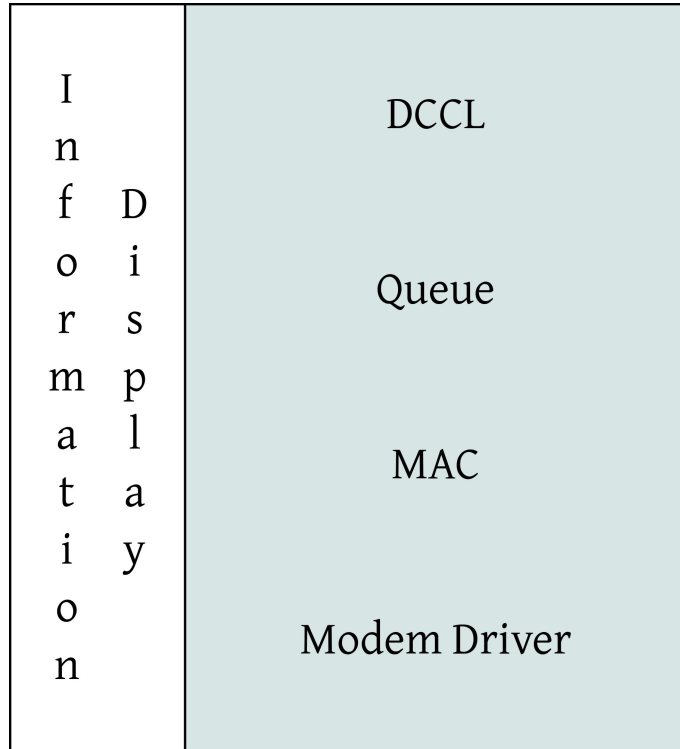 Information
Display
DCCL
Queue
MAC
Modem Driver